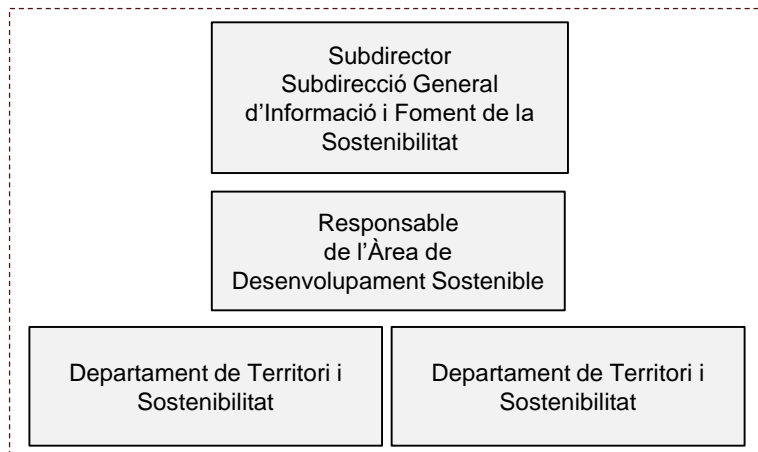 Subdirector
Subdirecció General
d’Informació i Foment de la
Sostenibilitat
Responsable
de l’Àrea de
Desenvolupament Sostenible
Departament de Territori i
Sostenibilitat
Departament de Territori i
Sostenibilitat